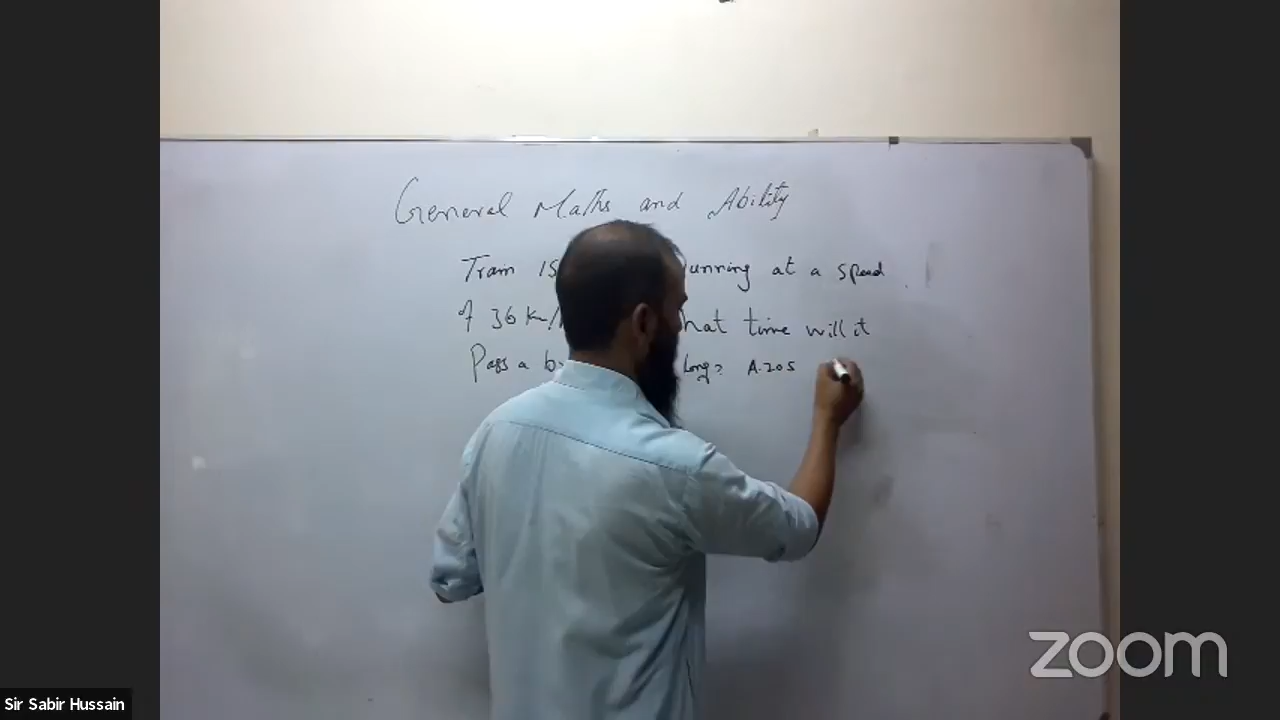 General Maths and Ability
Train 15 unning at a speed
of 36 Km/ hat time will it
Pass a b long? A.20s
zoom
Sir Sabir Hussain